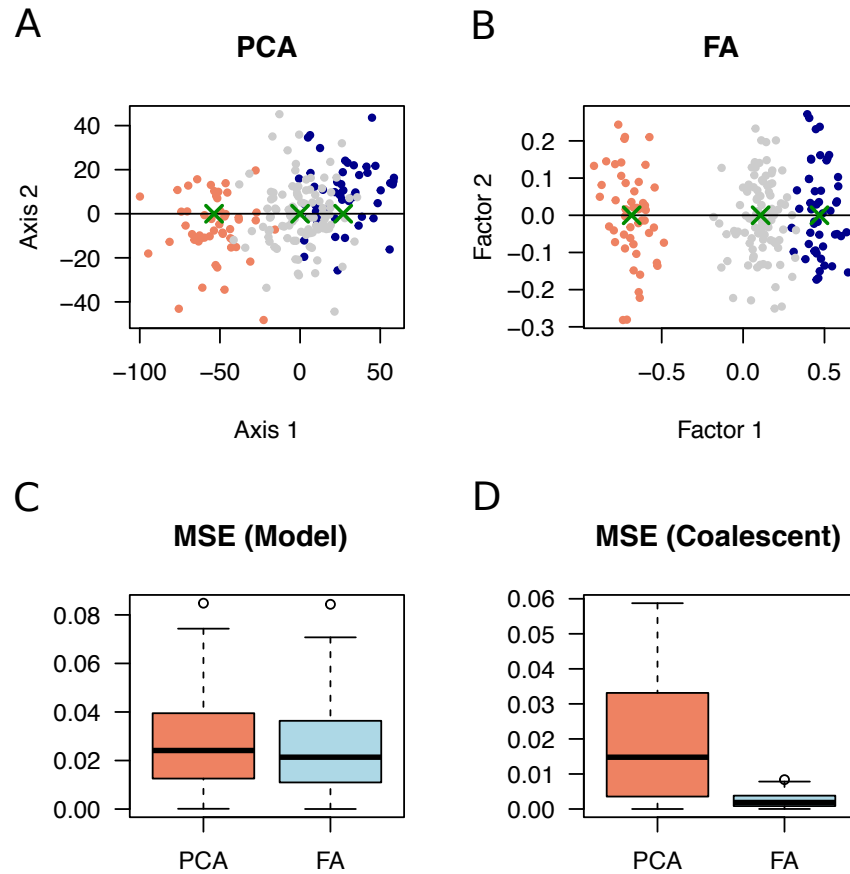 A
PCA
40
20
0
−20
−40
Axis 2
−100
−50
0
50
Axis 1
B
FA
0.2
0.1
0.0
−0.1
−0.2
−0.3
Factor 2
−0.5
0.0
0.5
Factor 1
C
MSE (Model)
0.08
0.06
0.04
0.02
0.00
PCA
FA
D
MSE (Coalescent)
0.06
0.05
0.04
0.03
0.02
0.01
0.00
PCA
FA